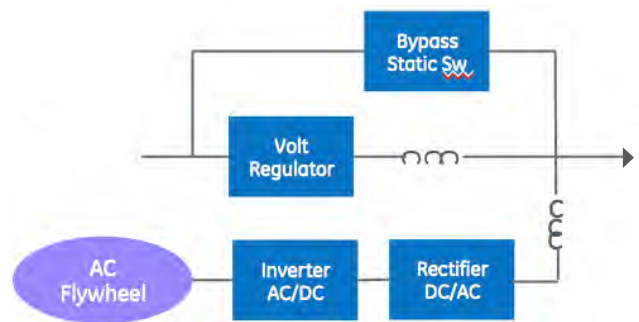 Bypass
Static Sw
Volt
Regulator
AC
Flywheel
Inverter
AC/DC
Rectifier
DC/AC